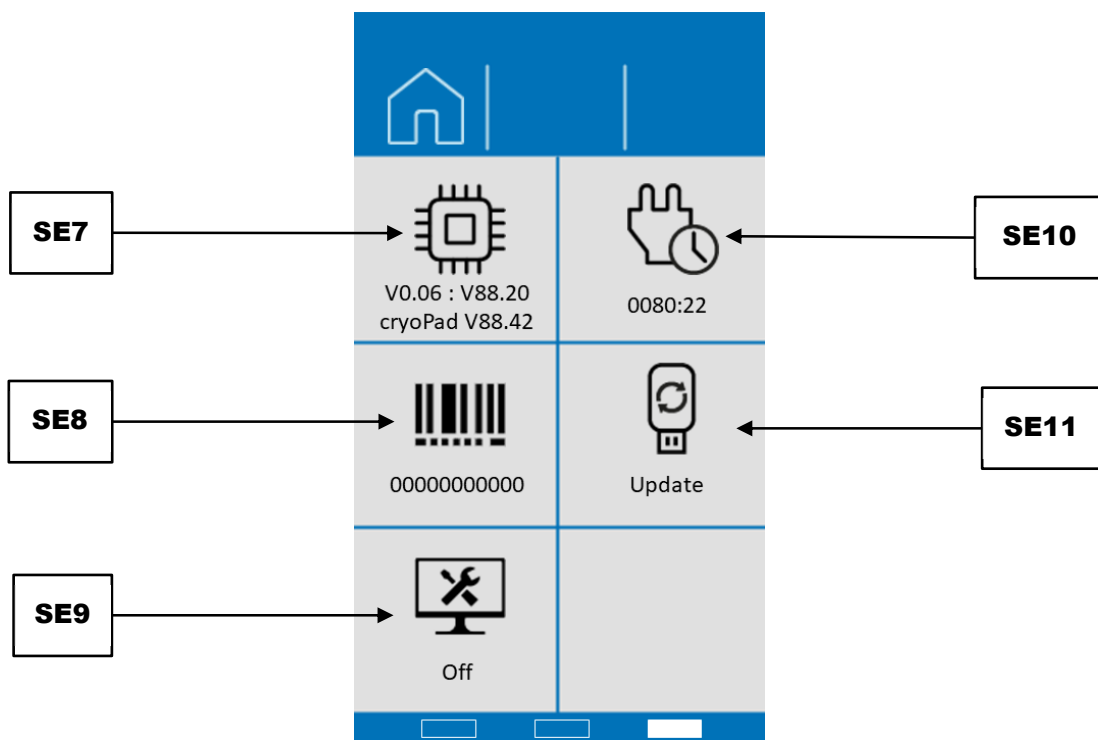 SE7
SE10
V0.06 : V88.20
cryoPad V88.42
0080:22
SE8
SE11
00000000000
Update
SE9
Off